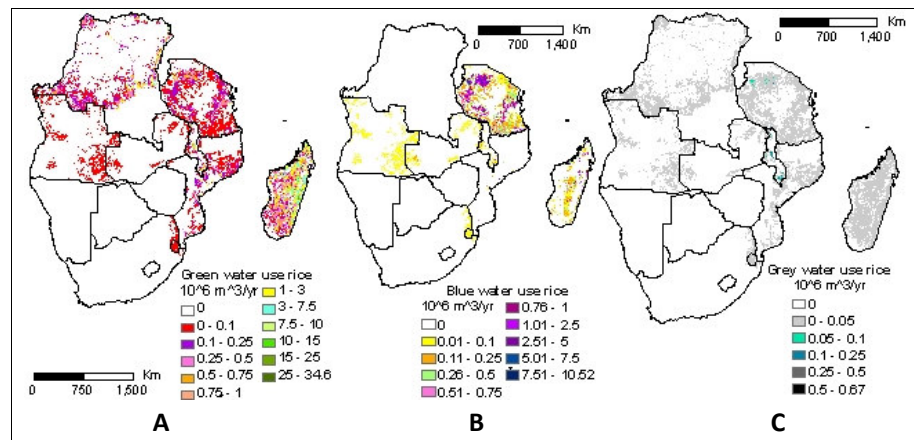 Km
0 700 1,400
Green water use rice
10^6 m^3/yr
0
0 - 0.1
0.1 - 0.25
0.25 - 0.5
0.5 - 0.75
0.75 - 1
1 - 3
3 - 7.5
7.5 - 10
10 - 15
15 - 25
25 - 34.6
A
Km
0 700 1,400
Blue water use rice
10^6 m^3/yr
0
0.01 - 0.1
0.11 - 0.25
0.26 - 0.5
0.51 - 0.75
0.76 - 1
1.01 - 2.5
2.51 - 5
5.01 - 7.5
7.51 - 10.52
B
Km
0 700 1,400
Grey water use rice
10^6 m^3/yr
0
0 - 0.05
0.05 - 0.1
0.1 - 0.25
0.25 - 0.5
0.5 - 0.67
C